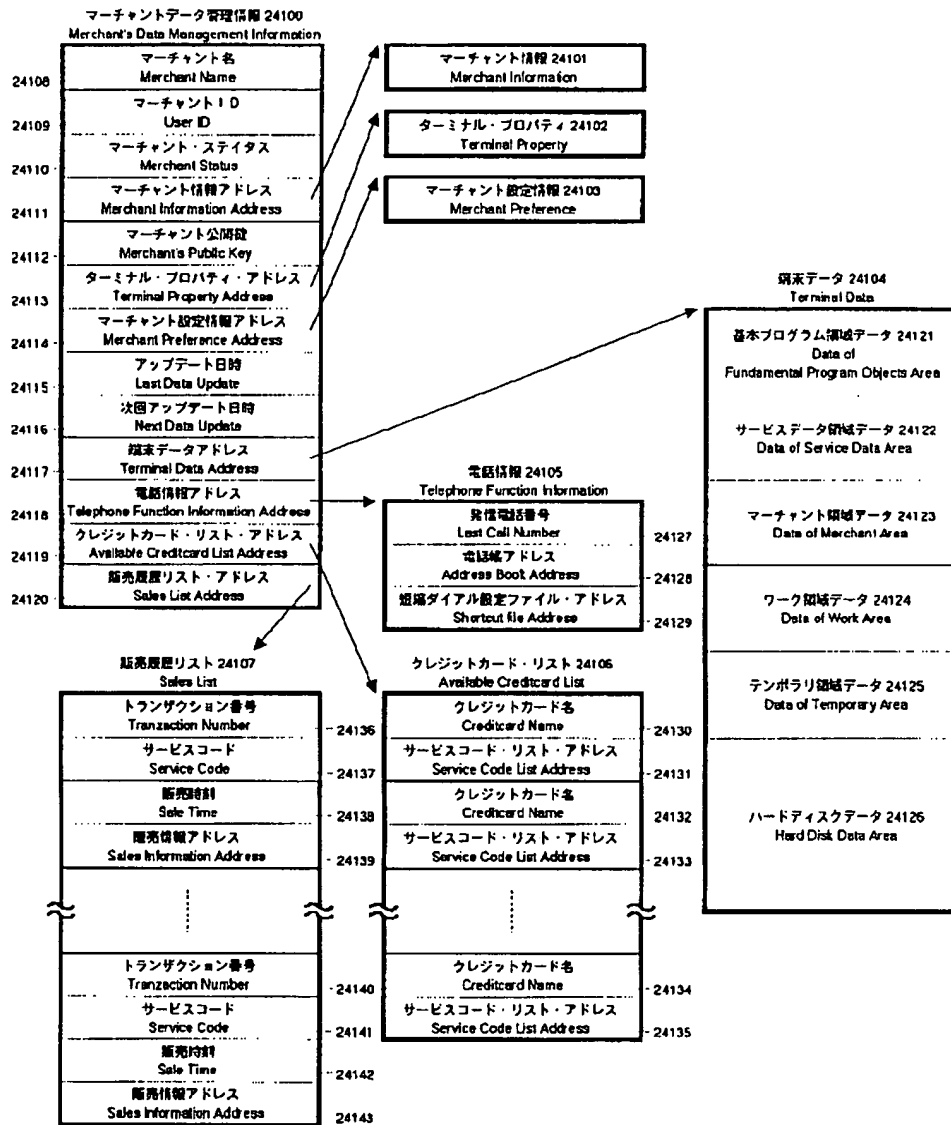 マーチャントデータ管理情報 24100
Merchant's Data Management Information
マーチャント名
Merchant Name
24108
マーチャントID
User ID
24109
マーチャント・ステイタス
Merchant Status
24110
マーチャント情報アドレス
Merchant Information Address
24111
マーチャント公開鍵
Merchant's Public Key
24112
ターミナル・プロパティ・アドレス
Terminal Property Address
24113
マーチャント設定情報アドレス
Merchant Preference Address
24114
アップデート日時
Last Data Update
24115
次回アップデート日時
Next Data Update
24116
端末データアドレス
Terminal Data Address
24117
電話情報アドレス
Telephone Function Information Address
24118
クレジットカード・リスト・アドレス
Available Creditcard List Address
24119
販売履歴リスト・アドレス
Sales List Address
24120
マーチャント情報 24101
Merchant Information
ターミナル・プロパティ 24102
Terminal Property
マーチャント設定情報 24103
Merchant Preference
端末データ 24104
Terminal Data
基本プログラム領域データ 24121
Data of
Fundamental Program Objects Area
サービスデータ領域データ 24122
Data of Service Data Area
マーチャント領域データ 24123
Data of Merchant Area
ワーク領域データ 24124
Data of Work Area
テンポラリ領域データ 24125
Data of Temporary Area
ハードディスクデータ 24126
Hard Disk Data Area
電話情報 24105
Telephone Function Information
発信電話番号
Last Call Number
24127
電話帳アドレス
Address Book Address
24128
短縮ダイアル設定ファイル・アドレス
Shortcut file Address
24129
販売履歴リスト 24107
Sales List
トランザクション番号
Tranzaction Number
24136
サービスコード
Service Code
24137
販売時刻
Sale Time
24138
販売情報アドレス
Sales Information Address
24139
トランザクション番号
Tranzaction Number
24140
サービスコード
Service Code
24141
販売時刻
Sale Time
24142
販売情報アドレス
Sales Information Address
24143
クレジットカード・リスト 24106
Available Creditcard List
クレジットカード名
Creditcard Name
24130
サービスコード・リスト・アドレス
Service Code List Address
24131
クレジットカード名
Creditcard Name
24132
サービスコード・リスト・アドレス
Service Code List Address
24133
クレジットカード名
Creditcard Name
24134
サービスコード・リスト・アドレス
Service Code List Address
24135